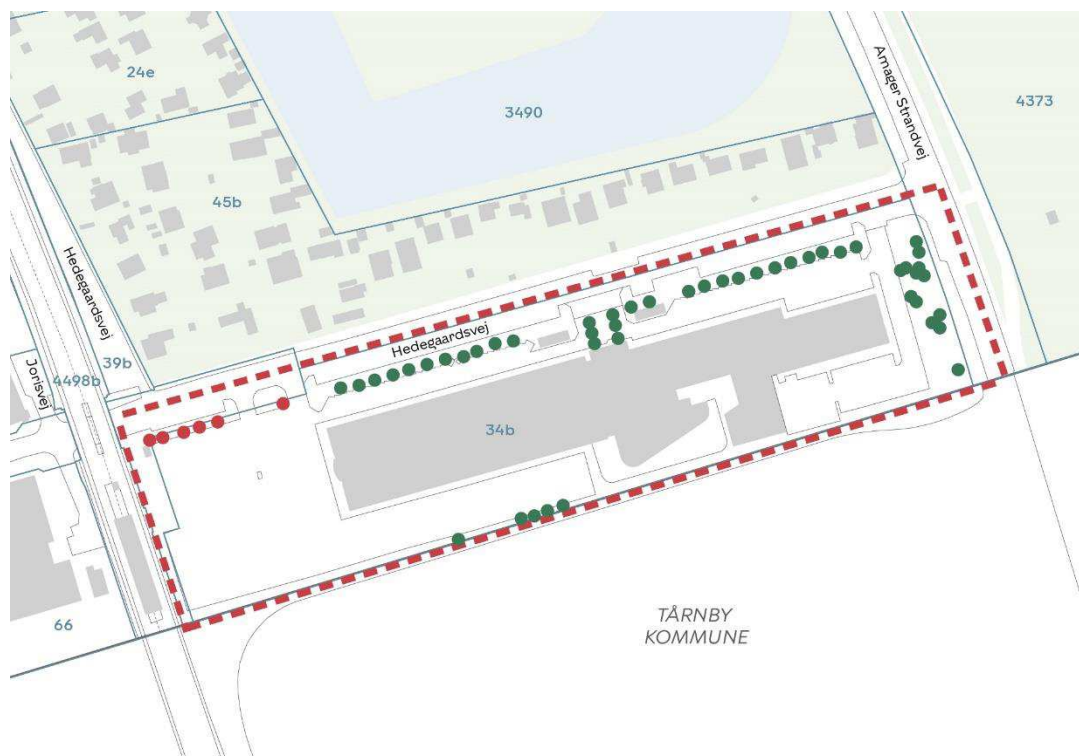 24e
3490
4373
Amager Strandvej
45b
Hedegaardsvej
Hedegaardsvej
39b
4498b
Jorisvej
34b
66
TÅRNBY
KOMMUNE